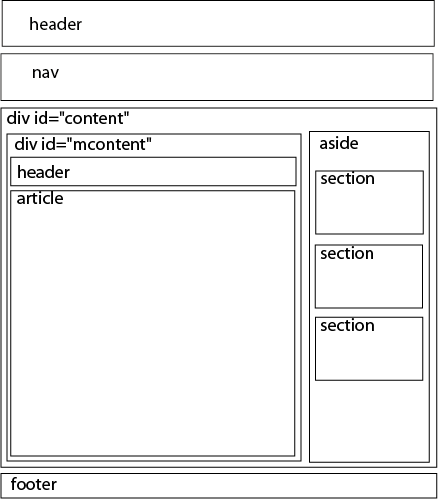 header
nav
div id="content"
div id="mcontent"
header
article
aside
section
section
section
footer